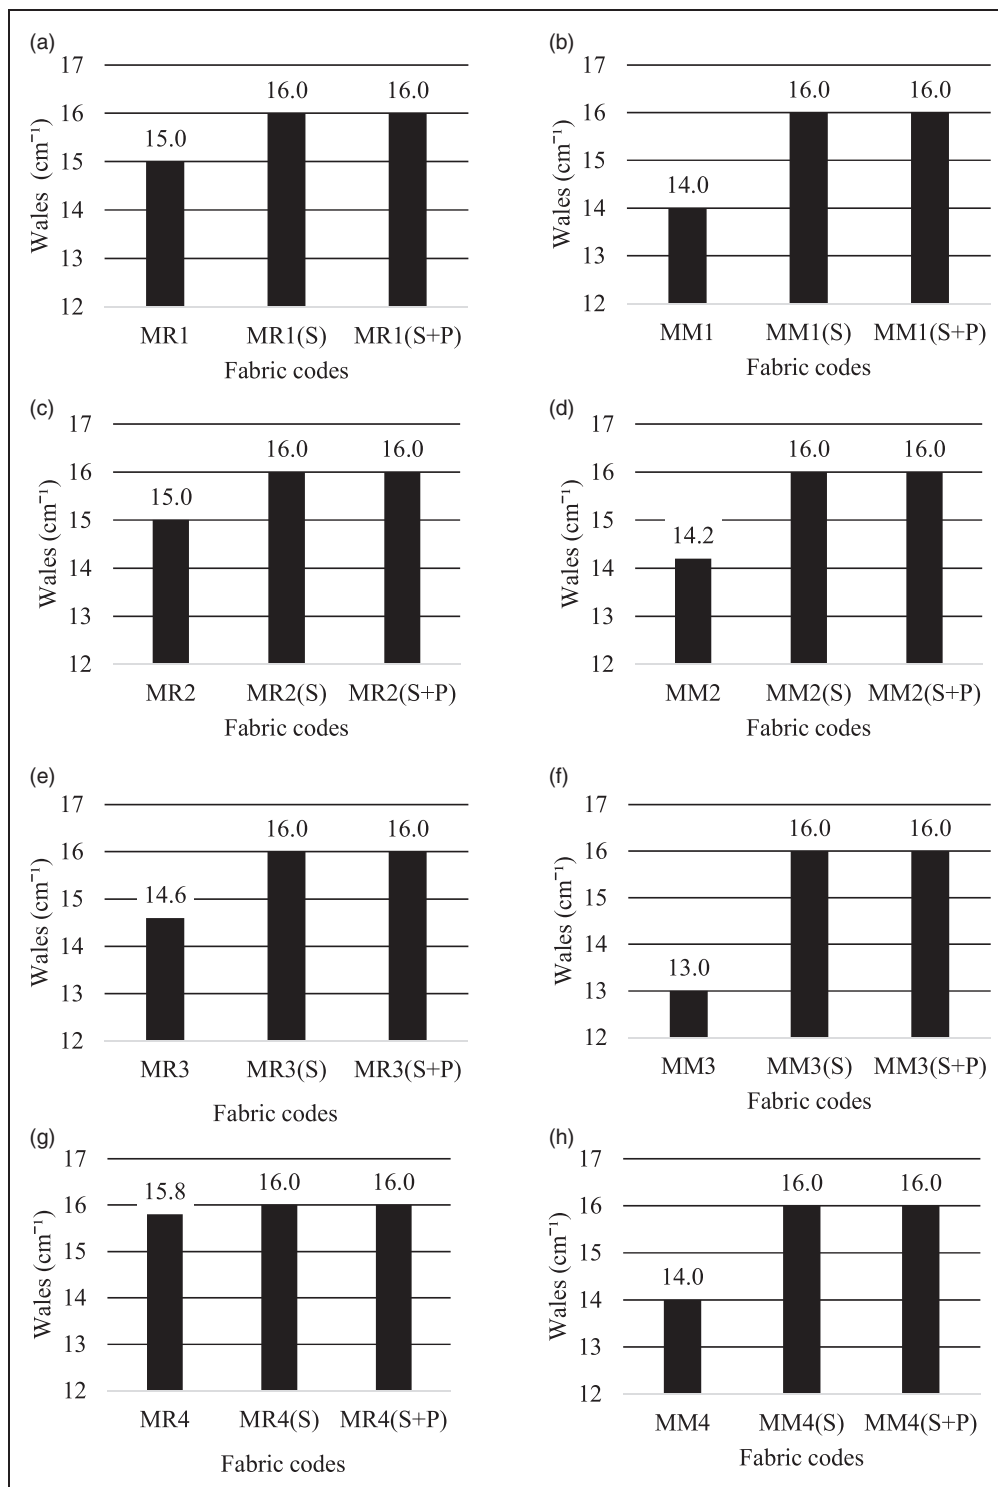 (a)
17
16
15
14
13
12
Wales (cm⁻¹)
15.0
16.0
16.0
MR1 MR1(S) MR1(S+P)
Fabric codes
(b)
17
16
15
14
13
12
Wales (cm⁻¹)
14.0
16.0
16.0
MM1 MM1(S) MM1(S+P)
Fabric codes
(c)
17
16
15
14
13
12
Wales (cm⁻¹)
15.0
16.0
16.0
MR2 MR2(S) MR2(S+P)
Fabric codes
(d)
17
16
15
14
13
12
Wales (cm⁻¹)
14.2
16.0
16.0
MM2 MM2(S) MM2(S+P)
Fabric codes
(e)
17
16
15
14
13
12
Wales (cm⁻¹)
14.6
16.0
16.0
MR3 MR3(S) MR3(S+P)
Fabric codes
(f)
17
16
15
14
13
12
Wales (cm⁻¹)
13.0
16.0
16.0
MM3 MM3(S) MM3(S+P)
Fabric codes
(g)
17
16
15
14
13
12
Wales (cm⁻¹)
15.8
16.0
16.0
MR4 MR4(S) MR4(S+P)
Fabric codes
(h)
17
16
15
14
13
12
Wales (cm⁻¹)
14.0
16.0
16.0
MM4 MM4(S) MM4(S+P)
Fabric codes